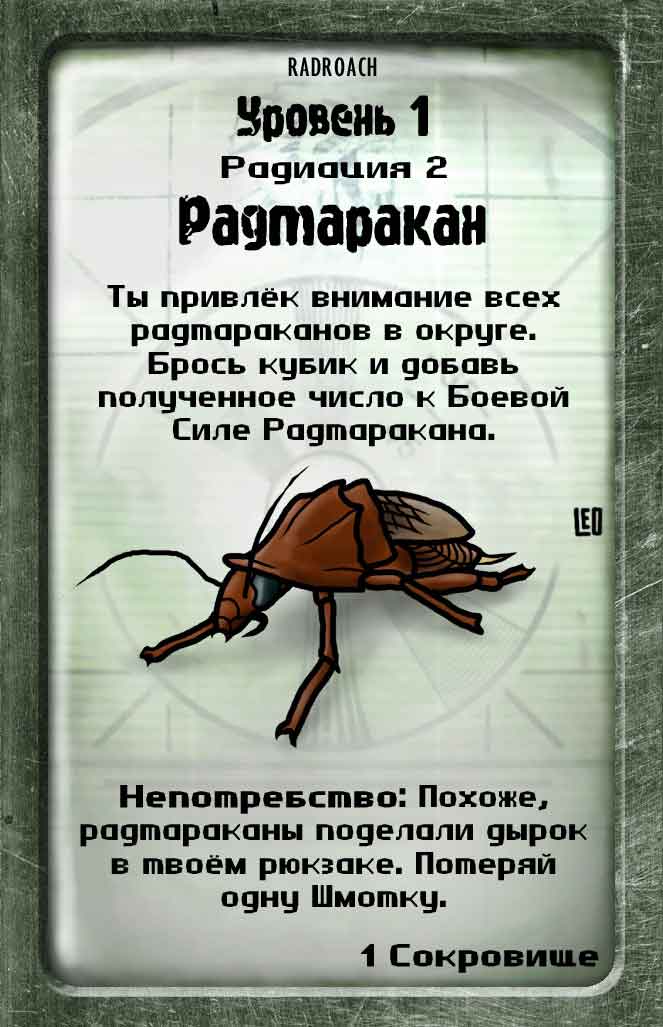 RADROACH
Уровень 1
Радиация 2
Радтаракан
Ты привлёк внимание всех
радтараканов в округе.
Брось кубик и добавь
полученное число к Боевой
Силе Радтаракана.
LEO
Непотребство: Похоже,
радтараканы поделали дырок
в твоём рюкзаке. Потеряй
одну Шмотку.
1 Сокровище